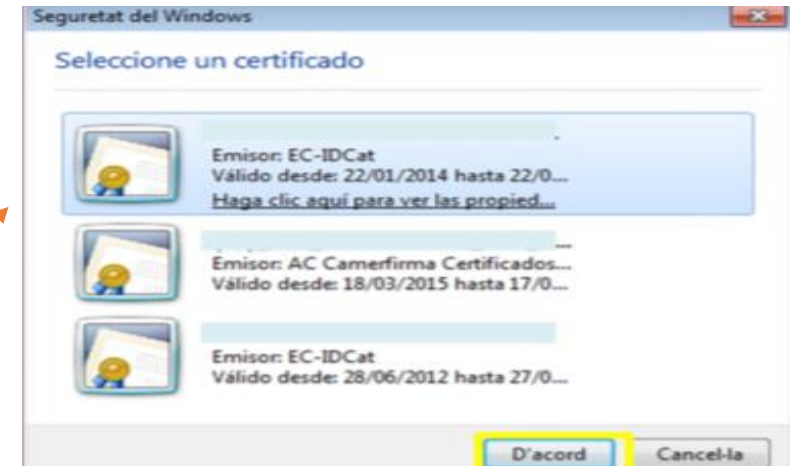 Seguretat del Windows
Seleccione un certificado
Emisor: EC-IDCat
Válido desde: 22/01/2014 hasta 22/0...
Haga clic aquí para ver las propied...
Emisor: AC Camerfirma Certificados...
Válido desde: 18/03/2015 hasta 17/0...
Emisor: EC-IDCat
Válido desde: 28/06/2012 hasta 27/0...
D'acord
Cancel·la